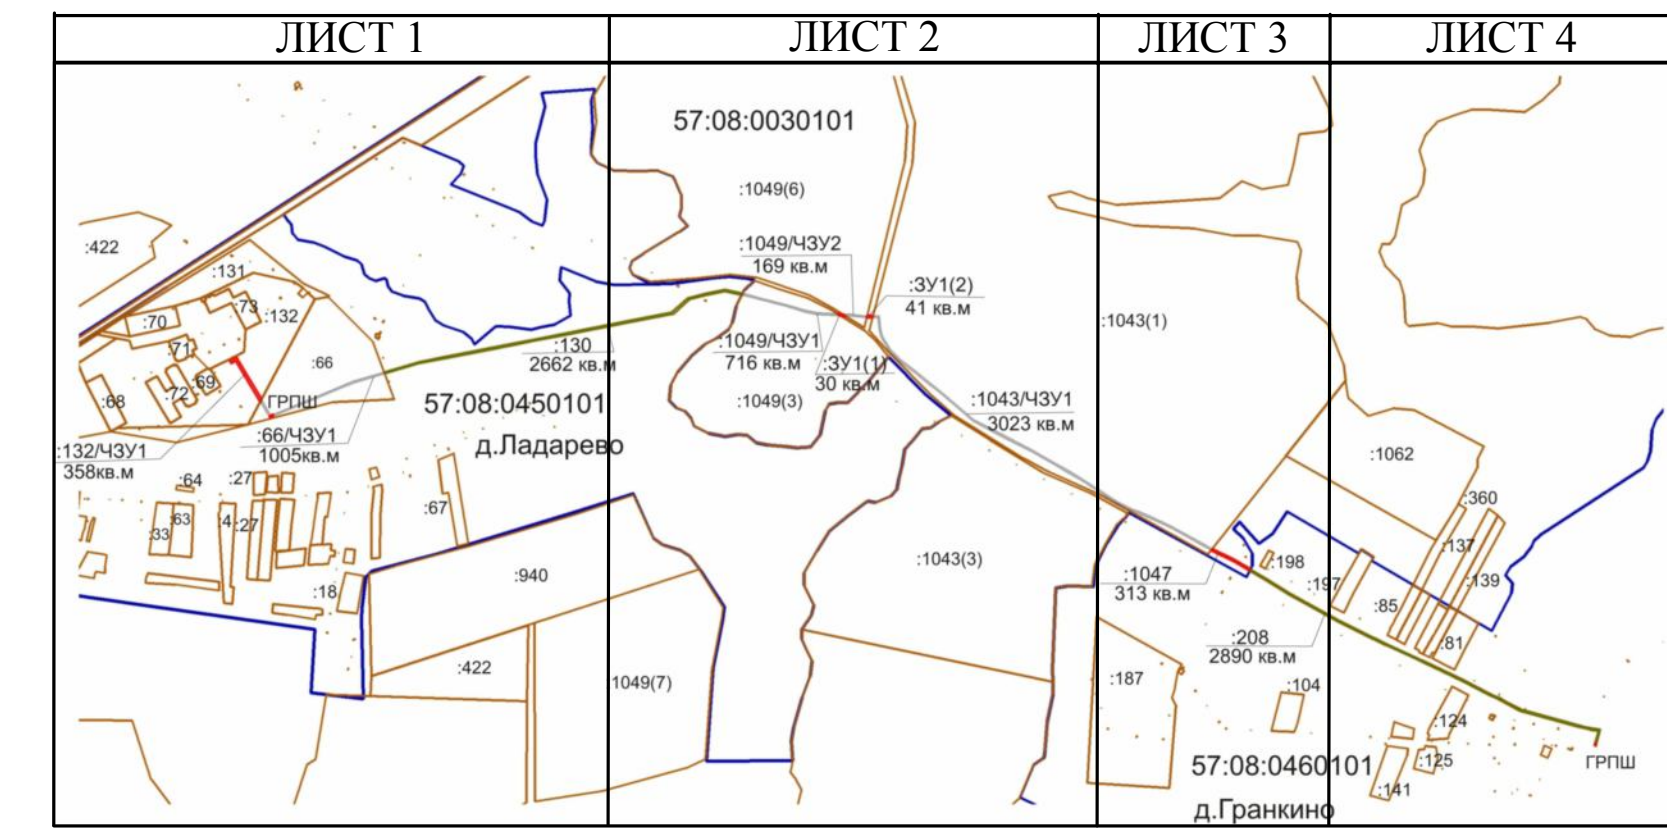 ЛИСТ 1
ЛИСТ 2
ЛИСТ 3
ЛИСТ 4
57:08:0030101
:1049(6)
:422
:131
:1049/ЧЗУ2
169 кв.м
:ЗУ1(2)
41 кв.м
:73
:132
:70
:71
:66
:130
2662 кв.м
:1049/ЧЗУ1
716 кв.м
:ЗУ1(1)
30 кв.м
:1043(1)
:72
:69
:68
ГРПШ
57:08:0450101
д.Ладарево
:1049(3)
:1043/ЧЗУ1
3023 кв.м
:132/ЧЗУ1
358кв.м
:66/ЧЗУ1
1005кв.м
:1062
:64
:27
:67
:360
:33
:63
:4
:27
:137
:139
:18
:940
:1043(3)
:1047
313 кв.м
:198
:197
:85
:81
:208
2890 кв.м
:422
1049(7)
:187
:104
:124
:125
:141
57:08:0460101
д.Гранкино
ГРПШ